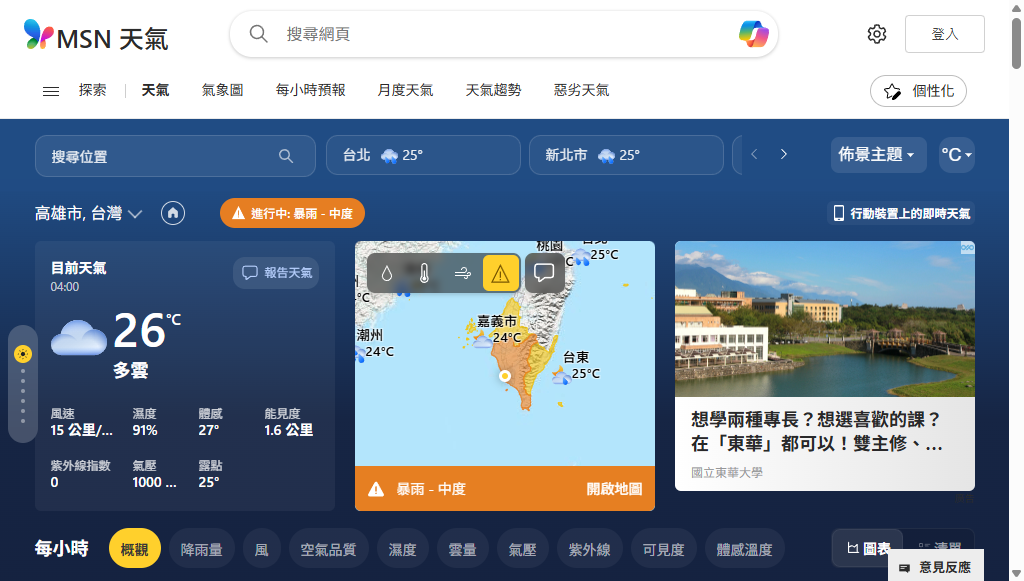 MSN 天氣
搜尋網頁
登入
探索
天氣
氣象圖
每小時預報
月度天氣
天氣趨勢
惡劣天氣
個性化
搜尋位置
台北 25°
新北市 25°
佈景主題
°C
高雄市, 台灣
進行中: 暴雨 - 中度
行動裝置上的即時天氣
目前天氣
04:00
報告天氣
26°C
多雲
風速
15 公里/...
濕度
91%
體感
27°
能見度
1.6 公里
紫外線指數
0
氣壓
1000 ...
露點
25°
桃園
25°C
嘉義市
24°C
潮州
24°C
台東
25°C
暴雨 - 中度
開啟地圖
想學兩種專長？想選喜歡的課？
在「東華」都可以！雙主修、...
國立東華大學
每小時
概觀
降雨量
風
空氣品質
濕度
雲量
氣壓
紫外線
可見度
體感溫度
圖表
意見反應